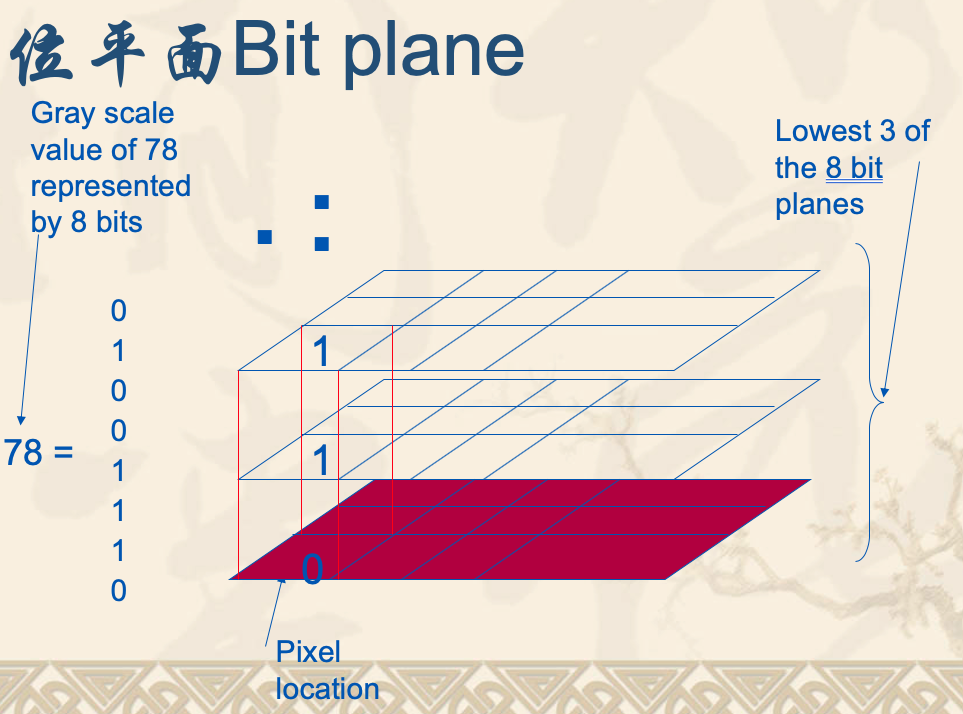 位平面Bit plane
Gray scale
value of 78
represented
by 8 bits
Lowest 3 of
the 8 bit
planes
0
1
0
0
1
1
1
0
78 =
1
1
0
Pixel
location